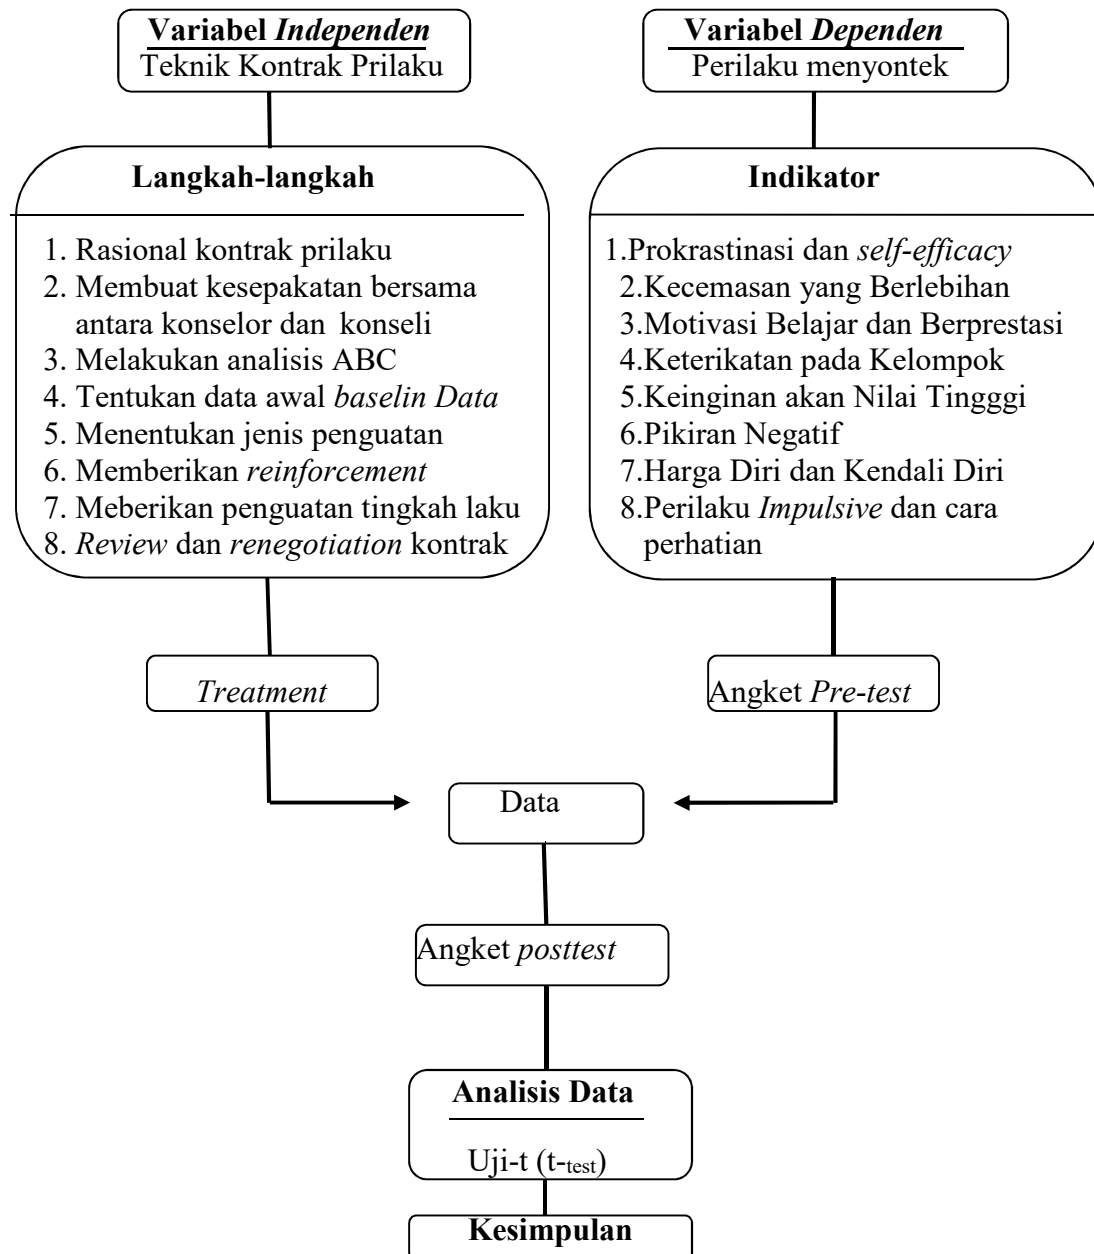 Variabel Independen
Teknik Kontrak Prilaku
Variabel Dependen
Perilaku menyontek
Langkah-langkah
1. Rasional kontrak prilaku
2. Membuat kesepakatan bersama
antara konselor dan konseli
3. Melakukan analisis ABC
4. Tentukan data awal baselin Data
5. Menentukan jenis penguatan
6. Memberikan reinforcement
7. Meberikan penguatan tingkah laku
8. Review dan renegotiation kontrak
Indikator
1.Prokrastinasi dan self-efficacy
2.Kecemasan yang Berlebihan
3.Motivasi Belajar dan Berprestasi
4.Keterikatan pada Kelompok
5.Keinginan akan Nilai Tingggi
6.Pikiran Negatif
7.Harga Diri dan Kendali Diri
8.Perilaku Impulsive dan cara
perhatian
Treatment
Angket Pre-test
Data
Angket posttest
Analisis Data
Uji-t (t-test)
Kesimpulan